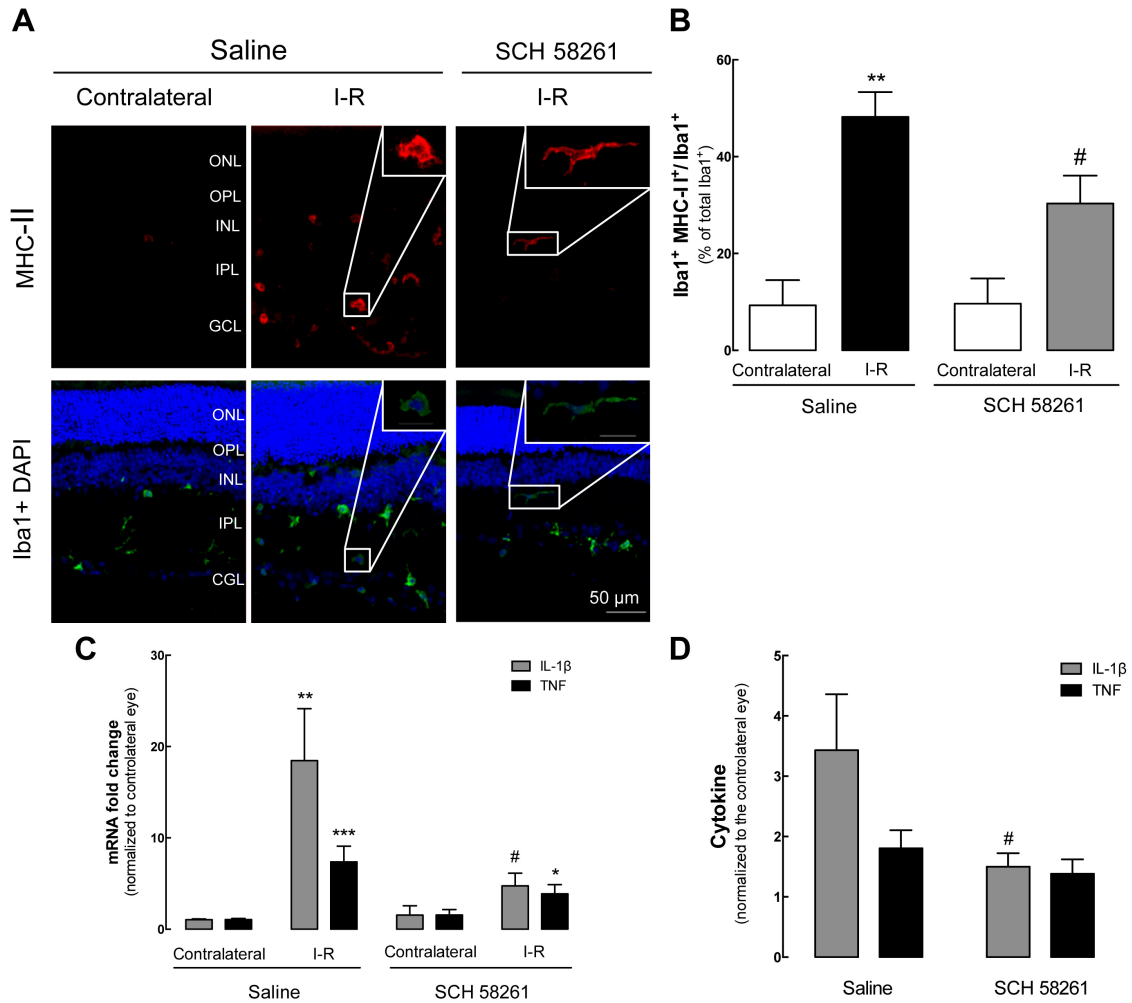 A
Saline
SCH 58261
Contralateral
I-R
I-R
MHC-II
ONL
OPL
INL
IPL
GCL
Iba1+ DAPI
ONL
OPL
INL
IPL
CGL
50 µm
B
Iba1⁺ MHC-I I⁺/ Iba1⁺
(% of total Iba1⁺)
60
40
20
0
**
#
Contralateral
I-R
Contralateral
I-R
Saline
SCH 58261
C
mRNA fold change
(normalized to controlateral eye)
30
20
10
0
IL-1β
TNF
**
***
#
*
Contralateral
I-R
Contralateral
I-R
Saline
SCH 58261
D
Cytokine
(normalized to the controlateral eye)
5
4
3
2
1
0
IL-1β
TNF
#
Saline
SCH 58261